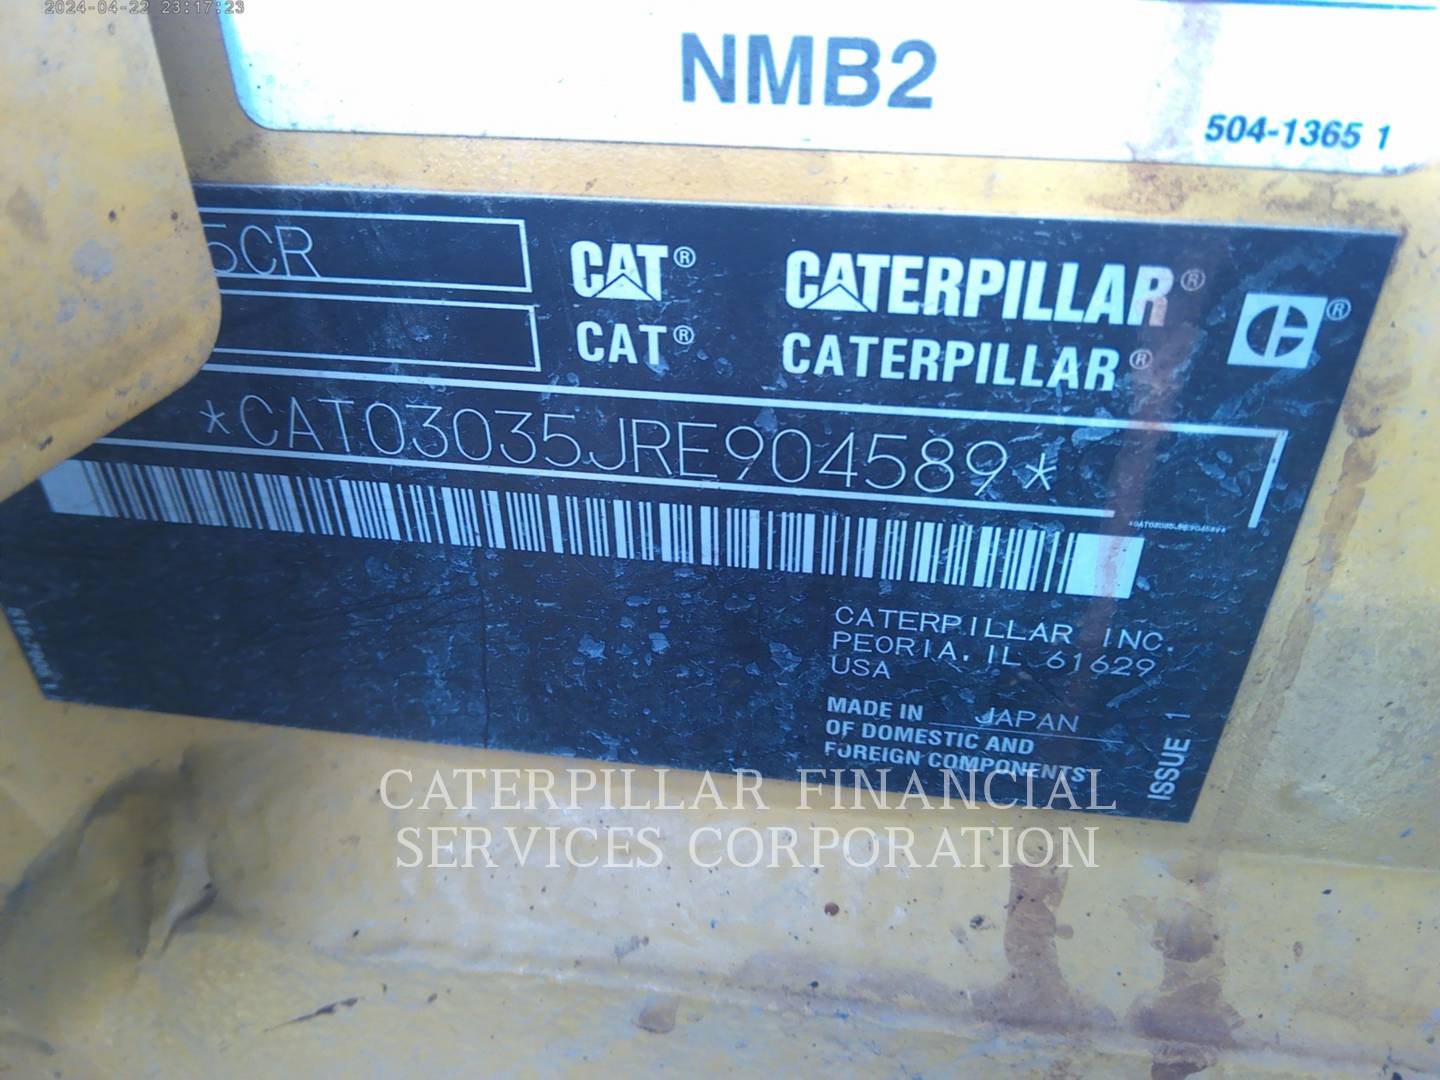 2024-04-22 23:17:23
NMB2
504-1365 1
5CR
CAT® CATERPILLAR®
CAT® CATERPILLAR®
*CAT03035JRE904589*
CATERPILLAR INC.
PEORIA, IL 61629
USA
MADE IN JAPAN
OF DOMESTIC AND
FOREIGN COMPONENTS
ISSUE 1
CATERPILLAR FINANCIAL
SERVICES CORPORATION